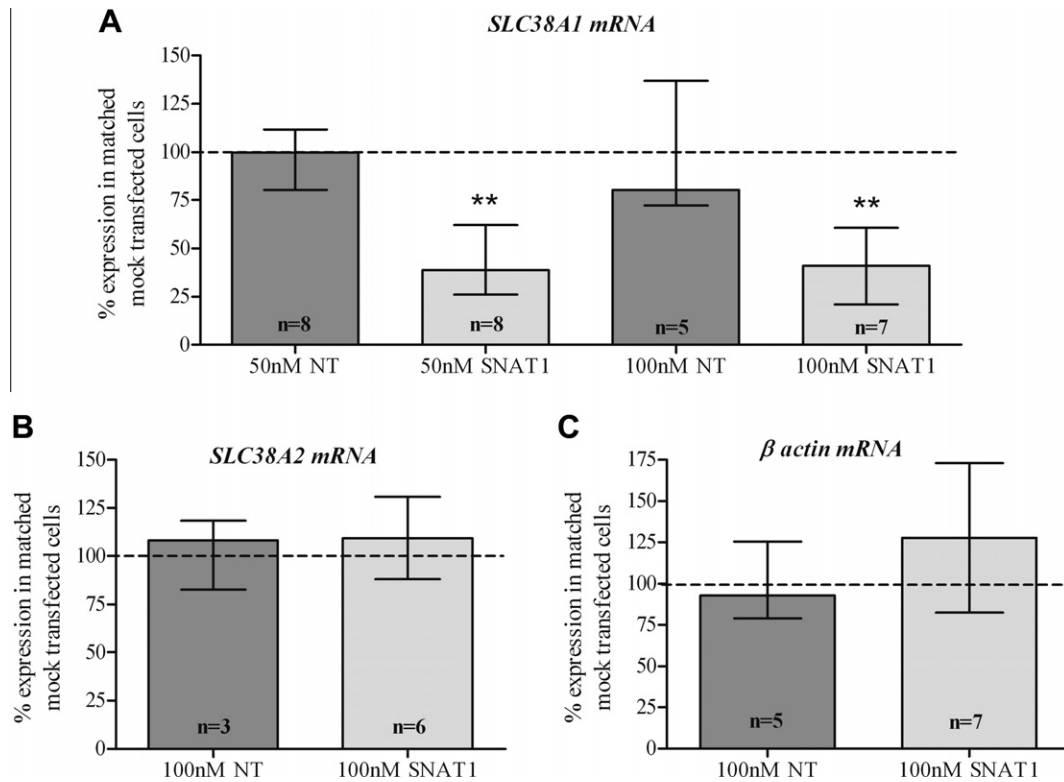 A
SLC38A1 mRNA
% expression in matched
mock transfected cells
150
125
100
75
50
25
0
**
**
n=8
n=8
n=5
n=7
50nM NT
50nM SNAT1
100nM NT
100nM SNAT1
B
SLC38A2 mRNA
% expression in matched
mock transfected cells
150
125
100
75
50
25
0
n=3
n=6
100nM NT
100nM SNAT1
C
β actin mRNA
% expression in matched
mock transfected cells
175
150
125
100
75
50
25
0
n=5
n=7
100nM NT
100nM SNAT1